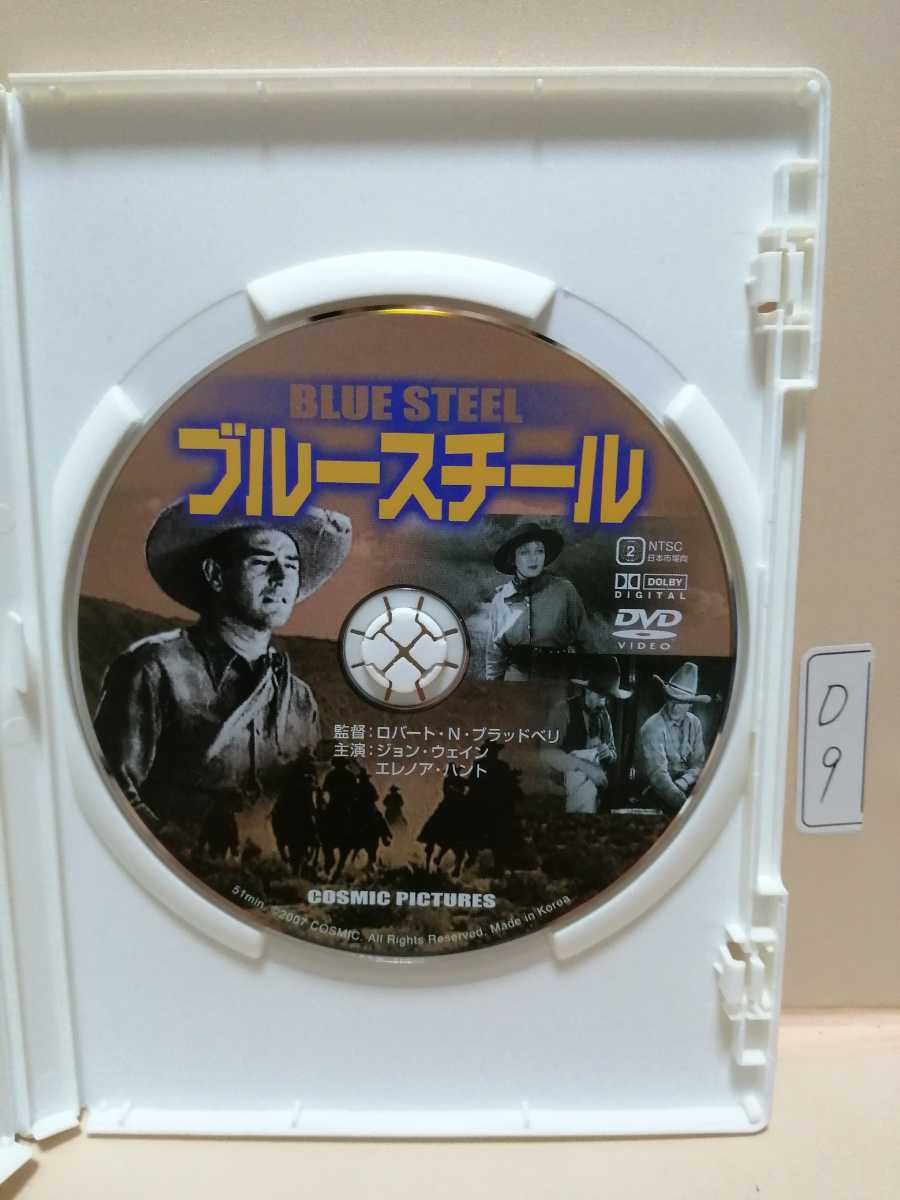 BLUE STEEL
ブルースチール
2 NTSC
日本市場向
DOLBY
DIGITAL
DVD
VIDEO
監督：ロバート・N・ブラッドベリ
主演：ジョン・ウェイン
エレノア・ハント
COSMIC PICTURES
51min. ©2007 COSMIC. All Rights Reserved. Made in Korea
D
9